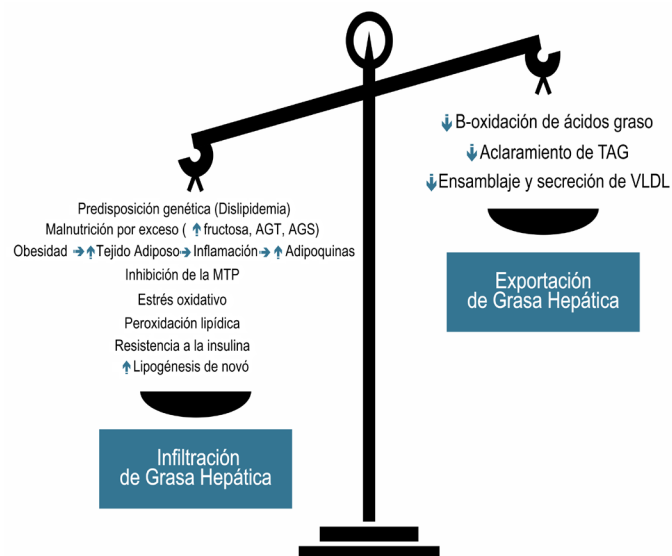 Predisposición genética (Dislipidemia)
Malnutrición por exceso ( ↑ fructosa, AGT, AGS)
Obesidad → ↑ Tejido Adiposo → Inflamación → ↑ Adipoquinas
Inhibición de la MTP
Estrés oxidativo
Peroxidación lipídica
Resistencia a la insulina
↑ Lipogénesis de novó
Infiltración
de Grasa Hepática
↓ B-oxidación de ácidos graso
↓ Aclaramiento de TAG
↓ Ensamblaje y secreción de VLDL
Exportación
de Grasa Hepática